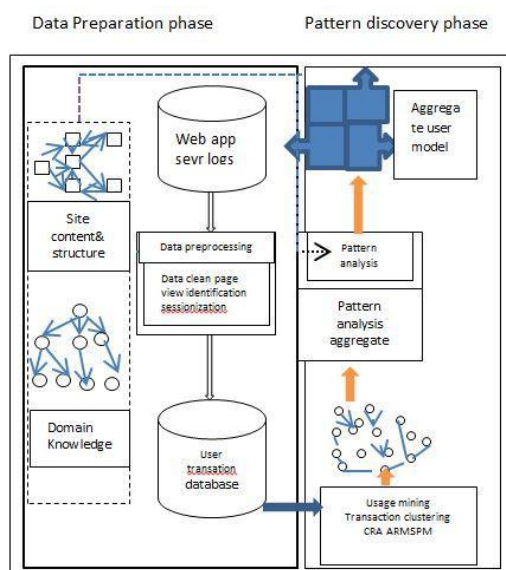 Data Preparation phase
Pattern discovery phase
Web app
sevr logs
Aggrega
te user
model
Site
content&
structure
Data preprocessing
Data clean page
view identification
sessionization
Pattern
analysis
Pattern
analysis
aggregate
Domain
Knowledge
User
transation
database
Usage mining
Transaction clustering
CRA ARMSPM